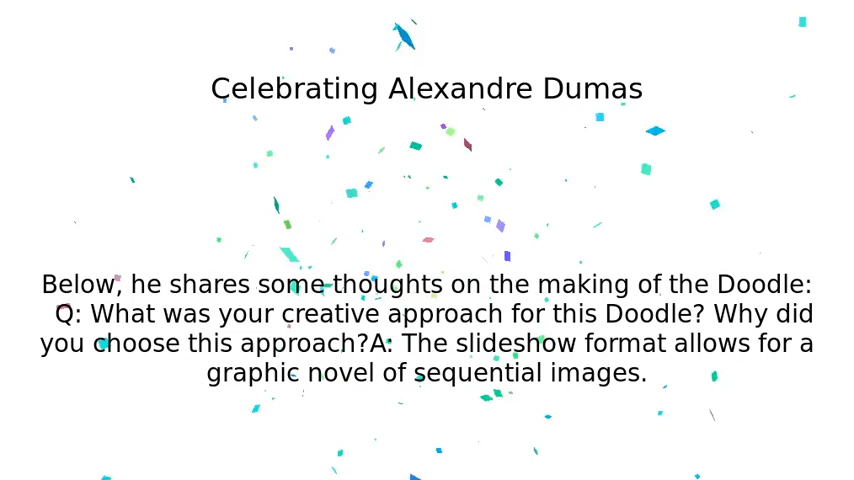 Celebrating Alexandre Dumas
Below, he shares some thoughts on the making of the Doodle:
Q: What was your creative approach for this Doodle? Why did
you choose this approach?A: The slideshow format allows for a
graphic novel of sequential images.